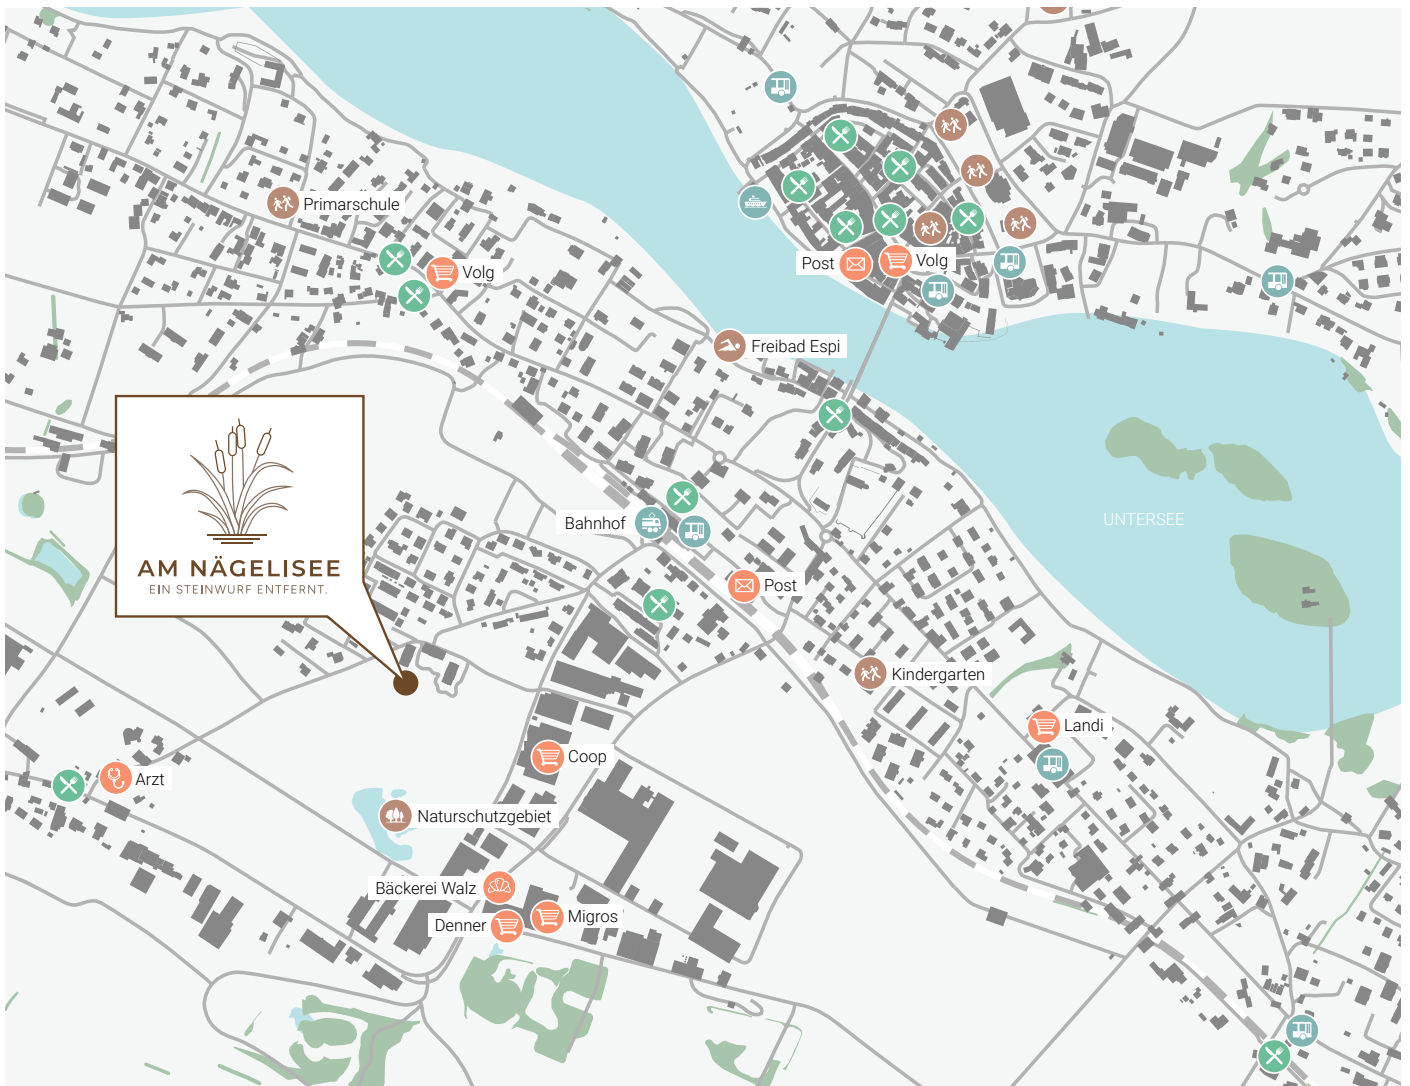 Primarschule
Volg
Post
Volg
Freibad Espi
AM NÄGELISEE
EIN STEINWURF ENTFERNT.
Bahnhof
UNTERSEE
Post
Kindergarten
Landi
Coop
Arzt
Naturschutzgebiet
Bäckerei Walz
Migros
Denner